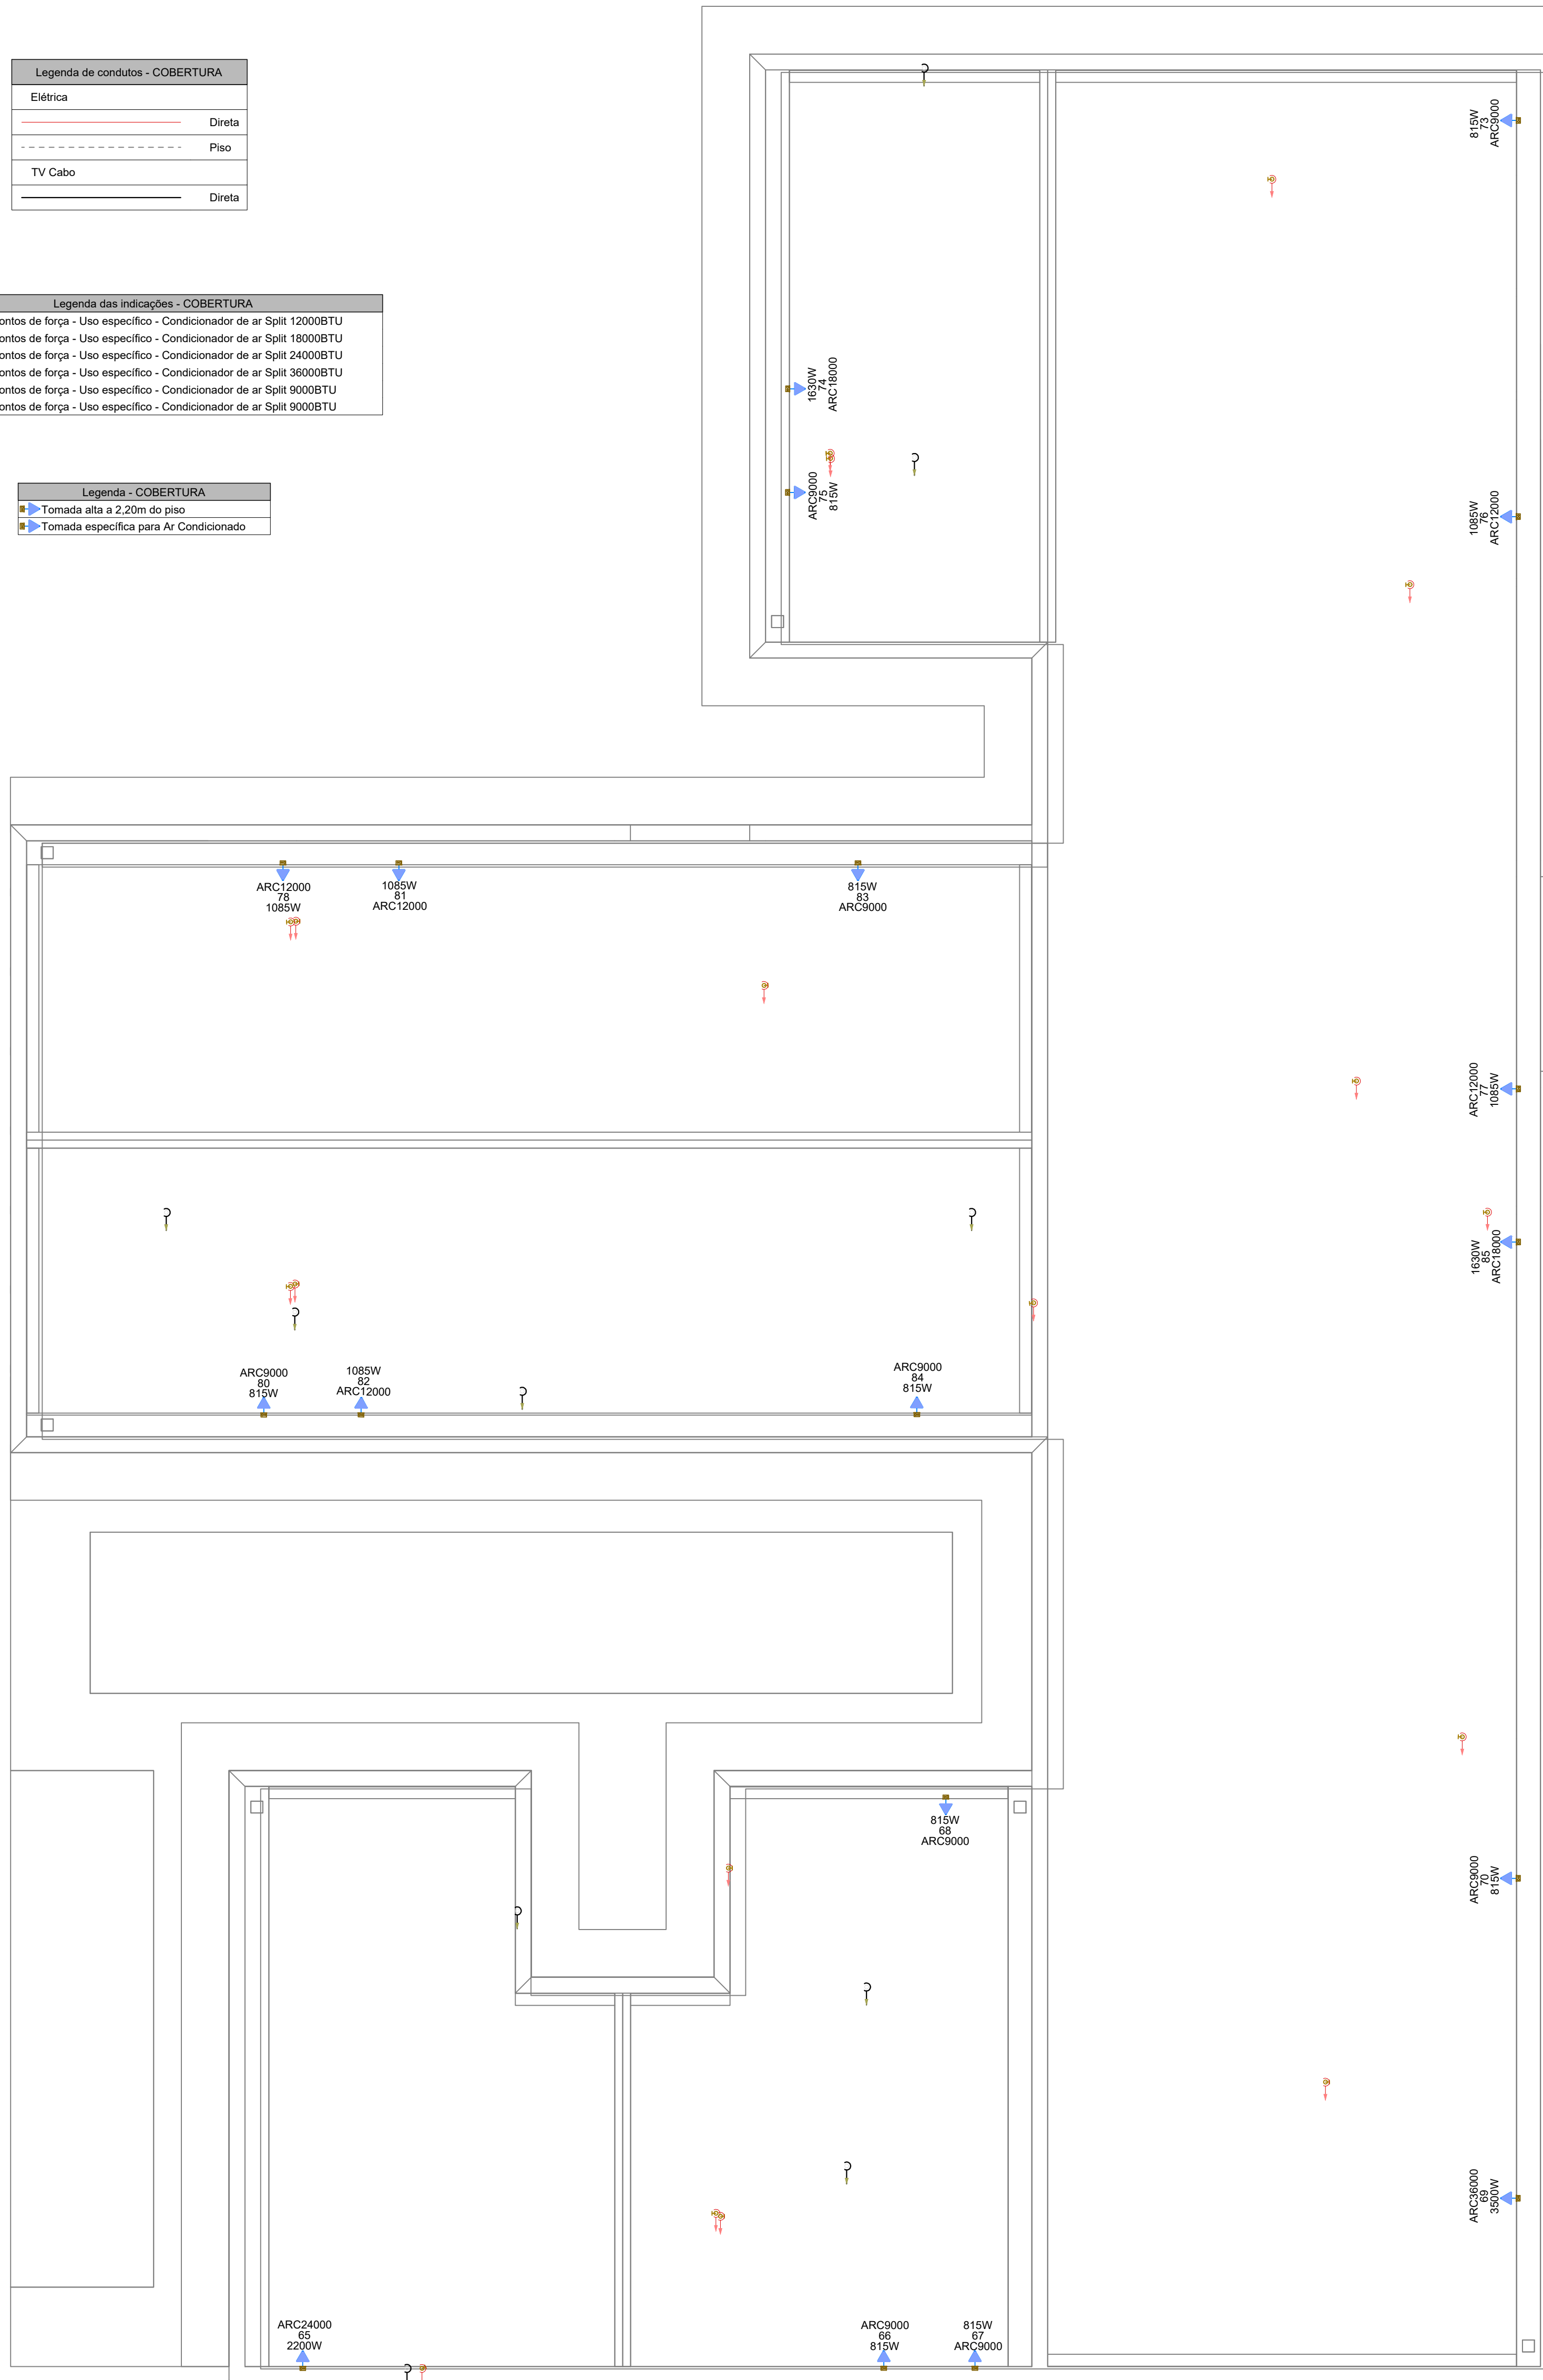 Legenda de condutos - COBERTURA
Elétrica
Direta
Piso
TV Cabo
Direta
Legenda das indicações - COBERTURA
ontos de força - Uso específico - Condicionador de ar Split 12000BTU
ontos de força - Uso específico - Condicionador de ar Split 18000BTU
ontos de força - Uso específico - Condicionador de ar Split 24000BTU
ontos de força - Uso específico - Condicionador de ar Split 36000BTU
ontos de força - Uso específico - Condicionador de ar Split 9000BTU
ontos de força - Uso específico - Condicionador de ar Split 9000BTU
Legenda - COBERTURA
Tomada alta a 2,20m do piso
Tomada específica para Ar Condicionado
815W
73
ARC9000
1630W
74
ARC18000
ARC9000
75
815W
1085W
76
ARC12000
ARC12000
78
1085W
1085W
81
ARC12000
815W
83
ARC9000
ARC12000
77
1085W
1630W
85
ARC18000
ARC9000
80
815W
1085W
82
ARC12000
ARC9000
84
815W
815W
68
ARC9000
ARC9000
70
815W
ARC36000
69
3500W
ARC24000
65
2200W
ARC9000
66
815W
815W
67
ARC9000